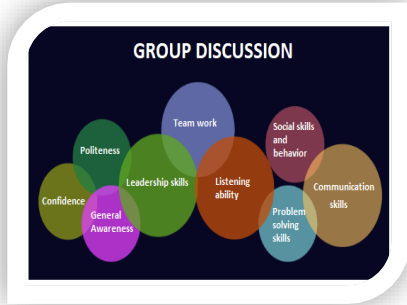 GROUP DISCUSSION
Team work
Politeness
Social skills
and
behavior
Leadership skills
Listening
ability
Confidence
General
Awareness
Problem
solving
skills
Communication
skills